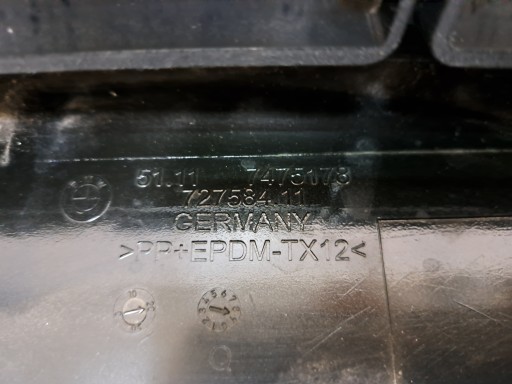 51.11 7475173
727584.11
GERMANY
>PP+EPDM-TX12<